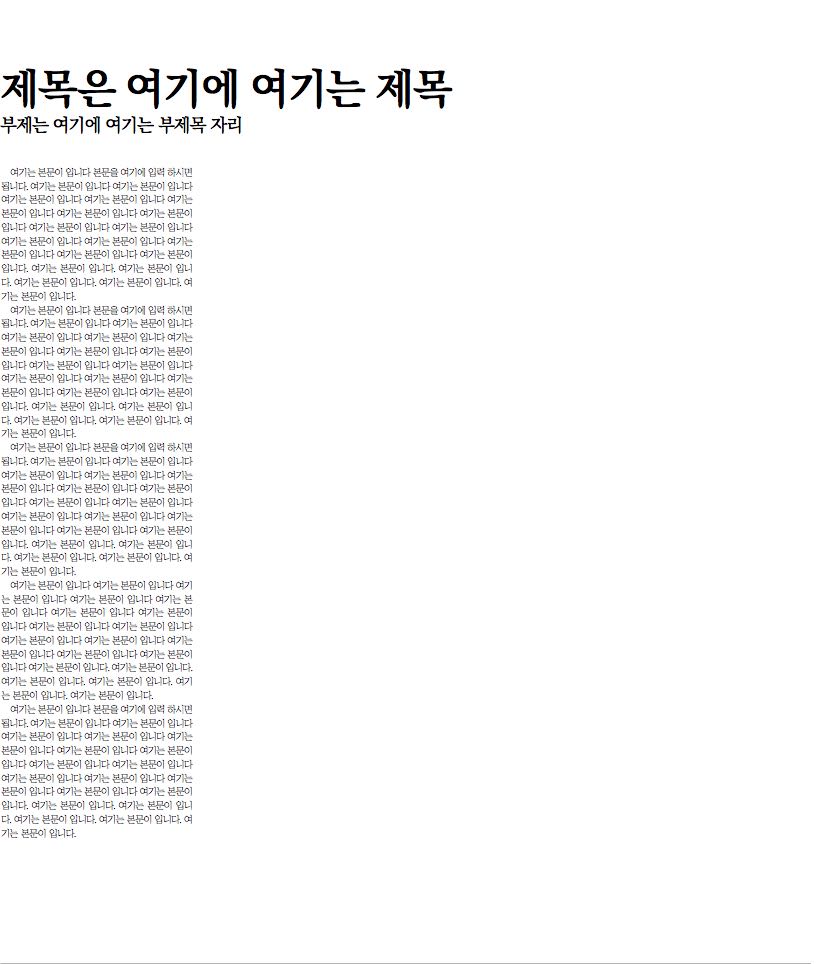 제목은 여기에 여기는 제목
부제는 여기에 여기는 부제목 자리
여기는 본문이 입니다 본문을 여기에 입력 하시면
됩니다. 여기는 본문이 입니다 여기는 본문이 입니다
여기는 본문이 입니다 여기는 본문이 입니다 여기는
본문이 입니다 여기는 본문이 입니다 여기는 본문이
입니다 여기는 본문이 입니다 여기는 본문이 입니다
여기는 본문이 입니다 여기는 본문이 입니다 여기는
본문이 입니다 여기는 본문이 입니다 여기는 본문이
입니다. 여기는 본문이 입니다. 여기는 본문이 입니
다. 여기는 본문이 입니다. 여기는 본문이 입니다. 여
기는 본문이 입니다.
여기는 본문이 입니다 본문을 여기에 입력 하시면
됩니다. 여기는 본문이 입니다 여기는 본문이 입니다
여기는 본문이 입니다 여기는 본문이 입니다 여기는
본문이 입니다 여기는 본문이 입니다 여기는 본문이
입니다 여기는 본문이 입니다 여기는 본문이 입니다
여기는 본문이 입니다 여기는 본문이 입니다 여기는
본문이 입니다 여기는 본문이 입니다 여기는 본문이
입니다. 여기는 본문이 입니다. 여기는 본문이 입니
다. 여기는 본문이 입니다. 여기는 본문이 입니다. 여
기는 본문이 입니다.
여기는 본문이 입니다 본문을 여기에 입력 하시면
됩니다. 여기는 본문이 입니다 여기는 본문이 입니다
여기는 본문이 입니다 여기는 본문이 입니다 여기는
본문이 입니다 여기는 본문이 입니다 여기는 본문이
입니다 여기는 본문이 입니다 여기는 본문이 입니다
여기는 본문이 입니다 여기는 본문이 입니다 여기는
본문이 입니다 여기는 본문이 입니다 여기는 본문이
입니다. 여기는 본문이 입니다. 여기는 본문이 입니
다. 여기는 본문이 입니다. 여기는 본문이 입니다. 여
기는 본문이 입니다.
여기는 본문이 입니다 여기는 본문이 입니다 여기
는 본문이 입니다 여기는 본문이 입니다 여기는 본
문이 입니다 여기는 본문이 입니다 여기는 본문이
입니다 여기는 본문이 입니다 여기는 본문이 입니다
여기는 본문이 입니다 여기는 본문이 입니다 여기는
본문이 입니다 여기는 본문이 입니다 여기는 본문이
입니다 여기는 본문이 입니다. 여기는 본문이 입니다.
여기는 본문이 입니다. 여기는 본문이 입니다. 여기
는 본문이 입니다. 여기는 본문이 입니다.
여기는 본문이 입니다 본문을 여기에 입력 하시면
됩니다. 여기는 본문이 입니다 여기는 본문이 입니다
여기는 본문이 입니다 여기는 본문이 입니다 여기는
본문이 입니다 여기는 본문이 입니다 여기는 본문이
입니다 여기는 본문이 입니다 여기는 본문이 입니다
여기는 본문이 입니다 여기는 본문이 입니다 여기는
본문이 입니다 여기는 본문이 입니다 여기는 본문이
입니다. 여기는 본문이 입니다. 여기는 본문이 입니
다. 여기는 본문이 입니다. 여기는 본문이 입니다. 여
기는 본문이 입니다.